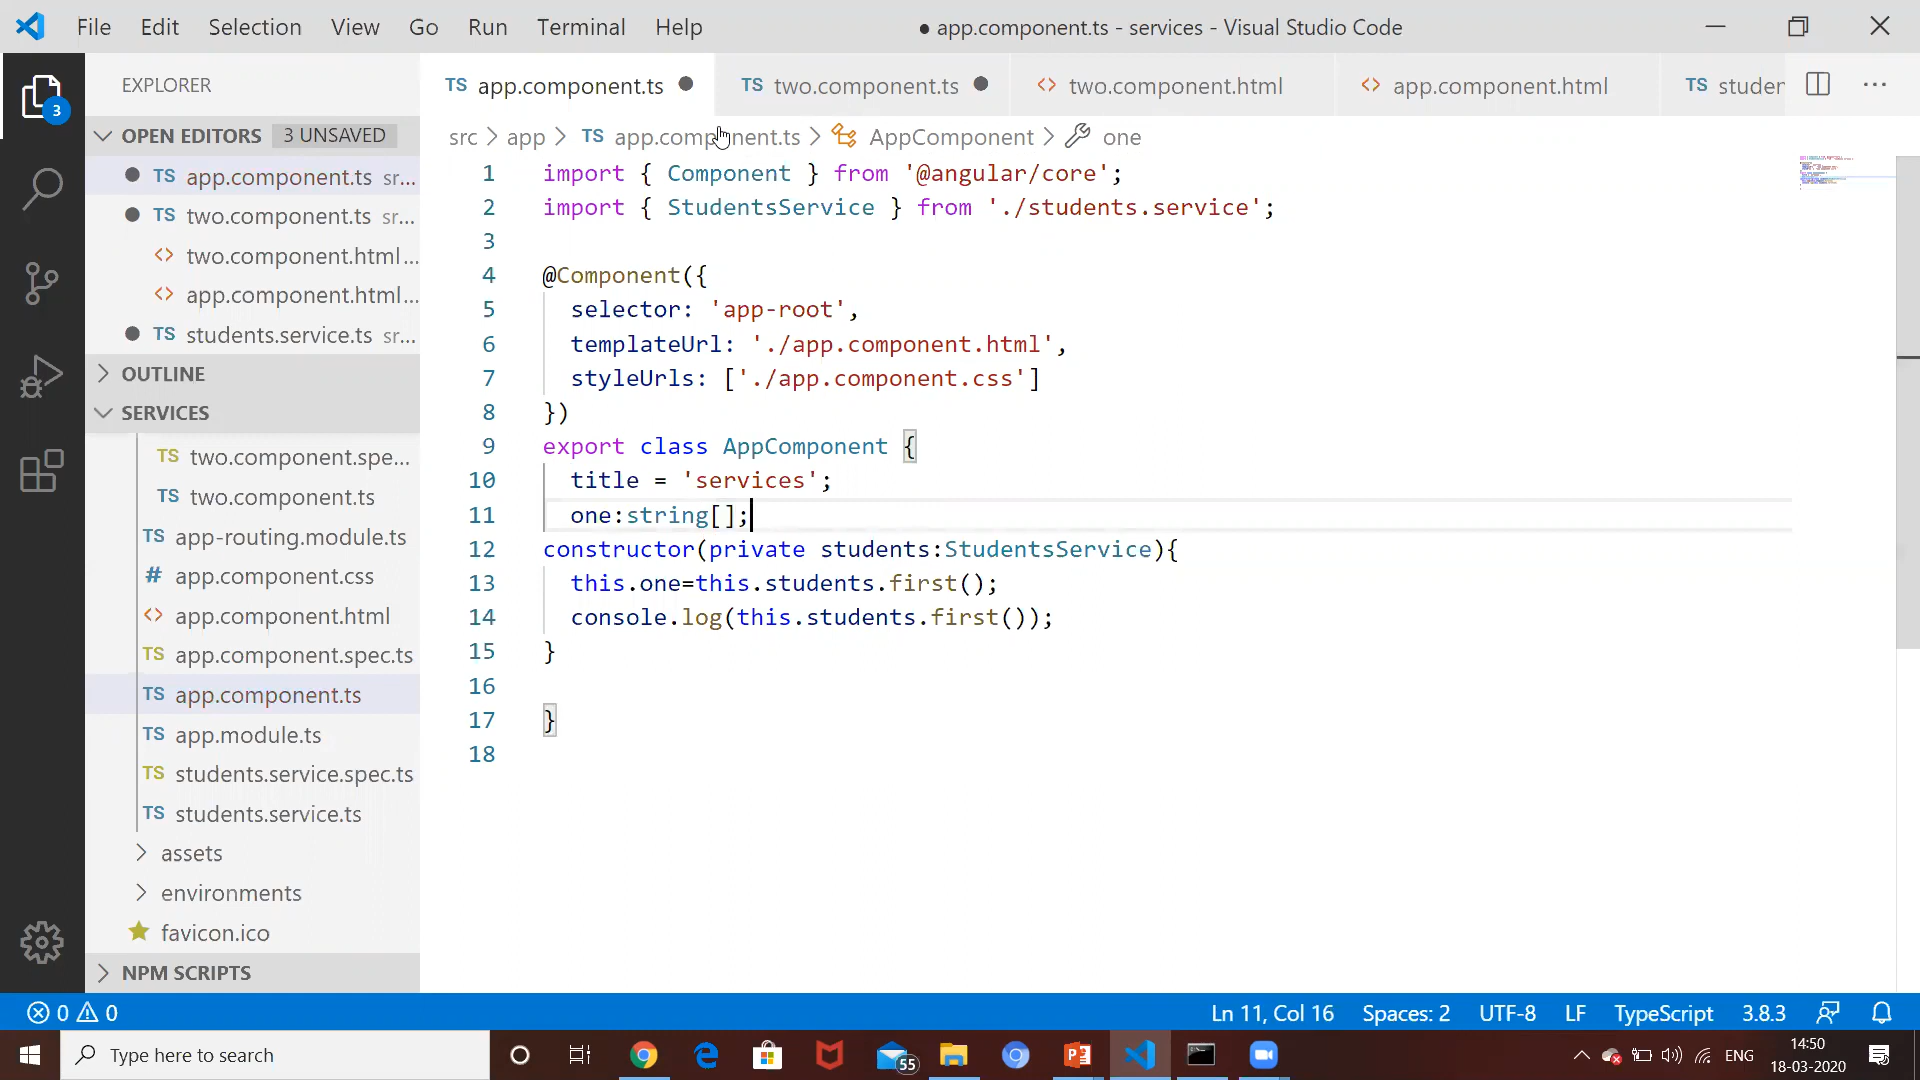 File Edit Selection View Go Run Terminal Help ● app.component.ts - services - Visual Studio Code
EXPLORER
TS app.component.ts ● TS two.component.ts ● <> two.component.html <> app.component.html TS studer
3
OPEN EDITORS 3 UNSAVED
src > app > TS app.component.ts > AppComponent > one
● TS app.component.ts sr...
● TS two.component.ts sr...
<> two.component.html...
<> app.component.html...
● TS students.service.ts sr...
OUTLINE
SERVICES
TS two.component.spe...
TS two.component.ts
TS app-routing.module.ts
# app.component.css
<> app.component.html
TS app.component.spec.ts
TS app.component.ts
TS app.module.ts
TS students.service.spec.ts
TS students.service.ts
assets
environments
favicon.ico
NPM SCRIPTS
1 import { Component } from '@angular/core';
2 import { StudentsService } from './students.service';
3
4 @Component({
5 selector: 'app-root',
6 templateUrl: './app.component.html',
7 styleUrls: ['./app.component.css']
8 })
9 export class AppComponent {
10 title = 'services';
11 one:string[];
12 constructor(private students:StudentsService){
13 this.one=this.students.first();
14 console.log(this.students.first());
15 }
16
17 }
18
0 0 Ln 11, Col 16 Spaces: 2 UTF-8 LF TypeScript 3.8.3
Type here to search 55 ENG 14:50
18-03-2020